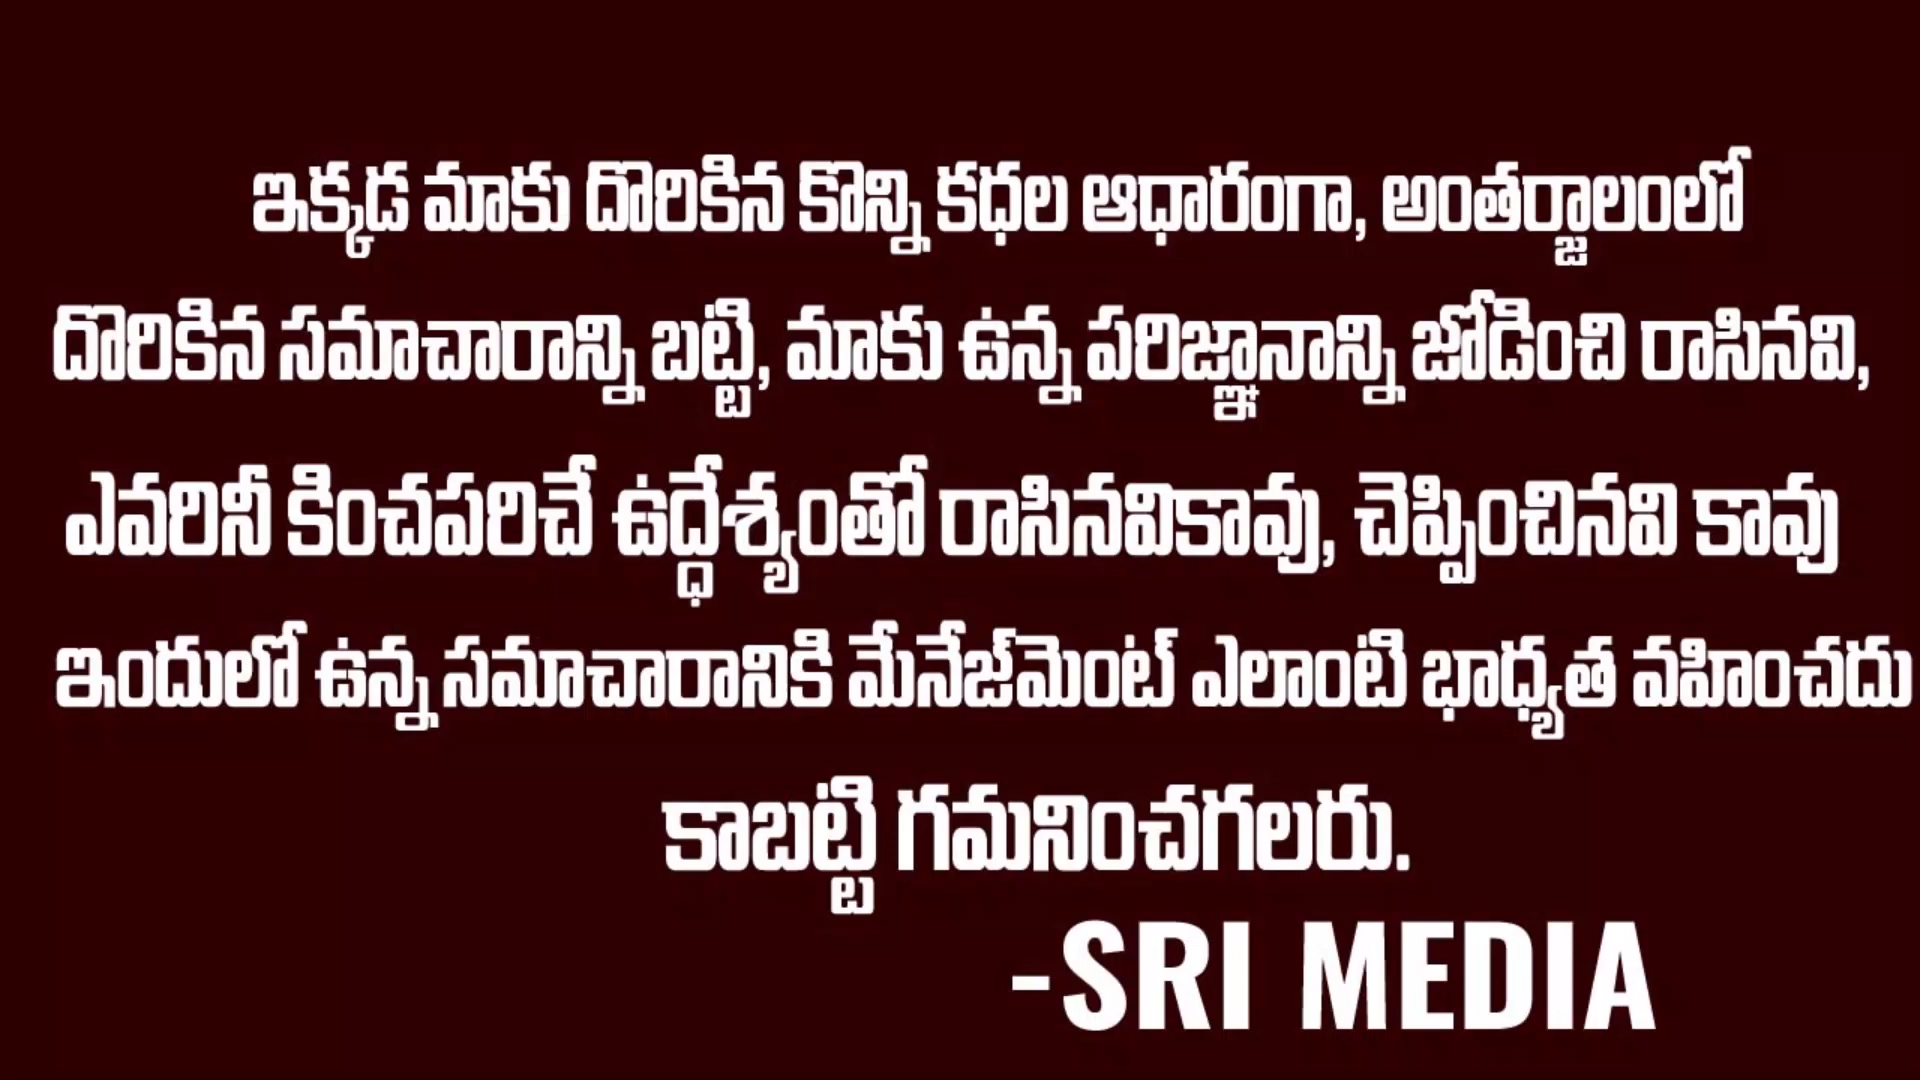 ఇక్కడ మాకు దొరికిన కొన్ని కధల ఆధారంగా, అంతర్జాలంలో
దొరికిన సమాచారాన్ని బట్టి, మాకు ఉన్న పరిజ్ఞానాన్ని జోడించి రాసినవి,
ఎవరినీ కించపరిచే ఉద్ధేశ్యంతో రాసినవికావు, చెప్పించినవి కావు
ఇందులో ఉన్న సమాచారానికి మేనేజ్‌మెంట్ ఎలాంటి భాధ్యత వహించదు
కాబట్టి గమనించగలరు.
-SRI MEDIA